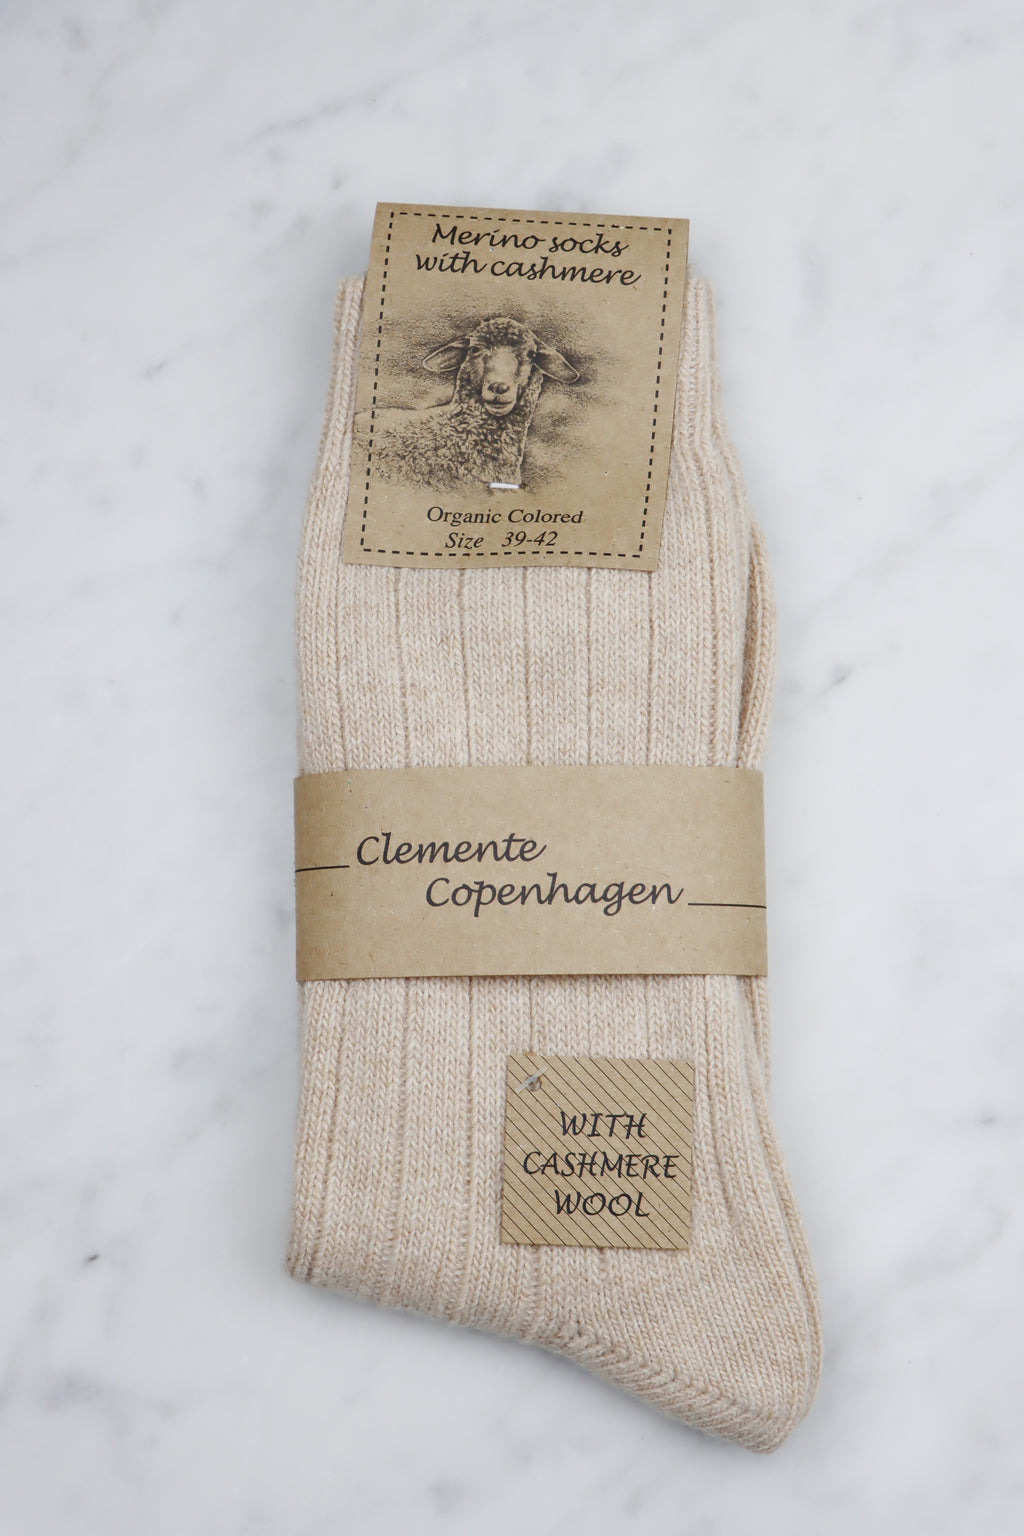 Merino socks
with cashmere
Organic Colored
Size 39-42
Clemente
Copenhagen
WITH
CASHMERE
WOOL